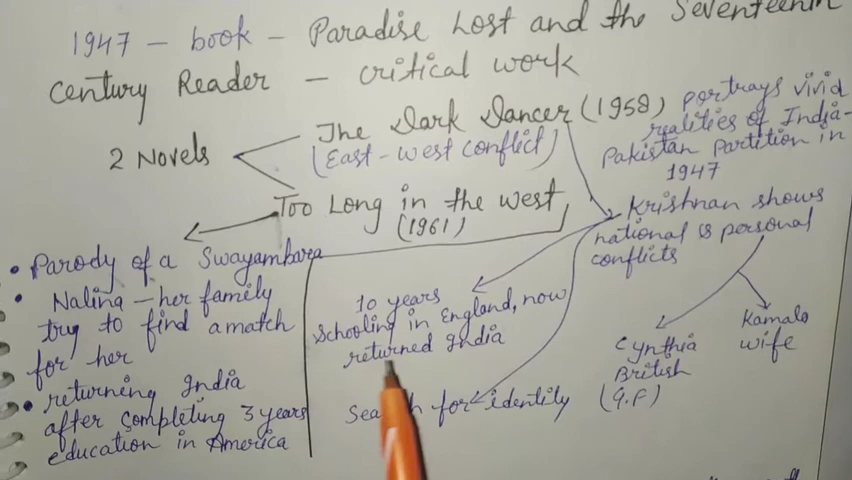 1947 - book - Paradise Lost and the Seventeenth
century Reader - critical work
2 Novels
The Dark Dancer (1958)
(East-west conflict)
portrays vivid
realities of India-
Pakistan Partition in
1947
Too Long in the west
(1961)
Krishnan shows
national is personal
conflicts
• Parody of a Swayambara
• Nalina - her family
try to find a match
for her
• returning India
after completing 3 years
education in America
10 years
Schooling in England, now
returned India
Search for identity
Cynthia
British
(G.F)
Kamala
wife